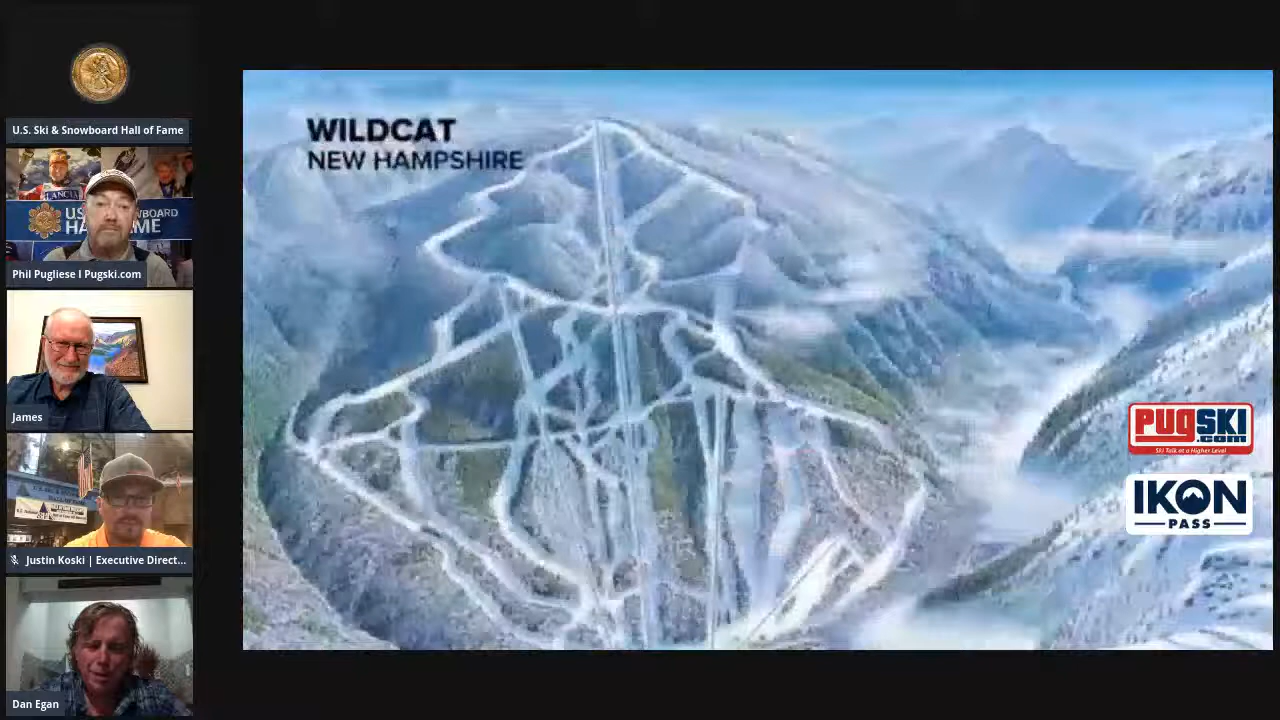 U.S. Ski & Snowboard Hall of Fame
LANCIA
Phil Pugliese I Pugski.com
James
Justin Koski | Executive Direct...
Dan Egan
WILDCAT
NEW HAMPSHIRE
PUGSKI
.com
Ski Talk at a Higher Level
IKON
PASS